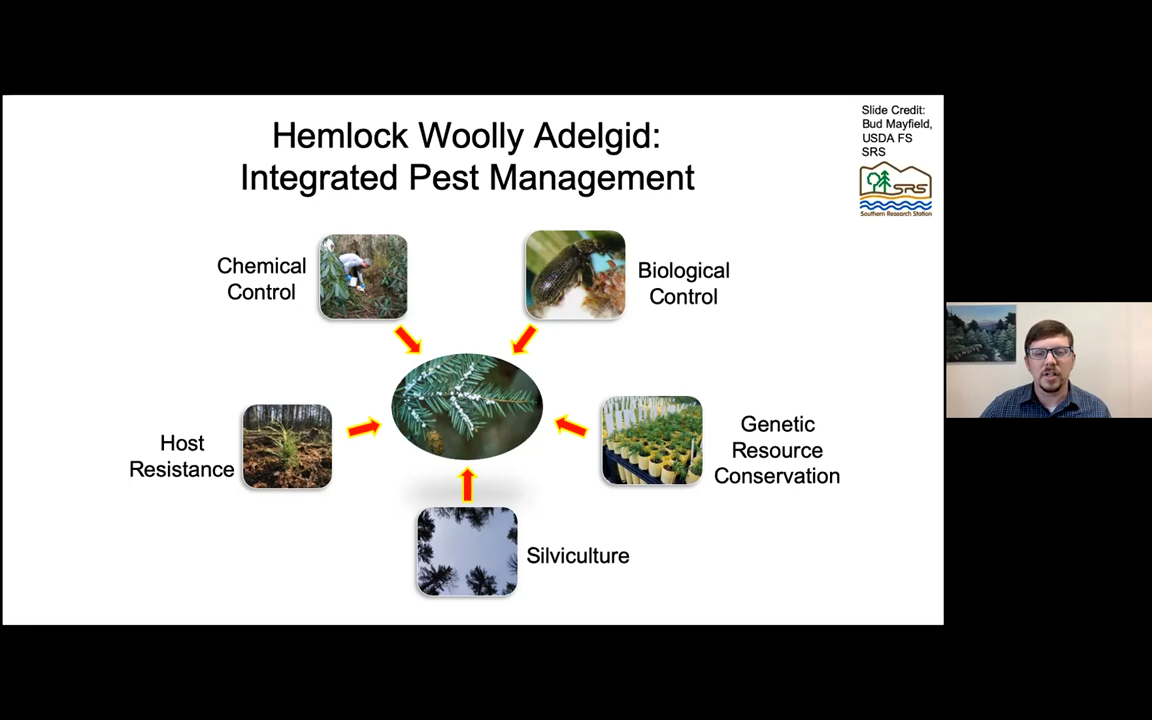 Hemlock Woolly Adelgid:
Integrated Pest Management
Slide Credit:
Bud Mayfield,
USDA FS
SRS
SRS
Southern Research Station
Chemical
Control
Biological
Control
Host
Resistance
Genetic
Resource
Conservation
Silviculture